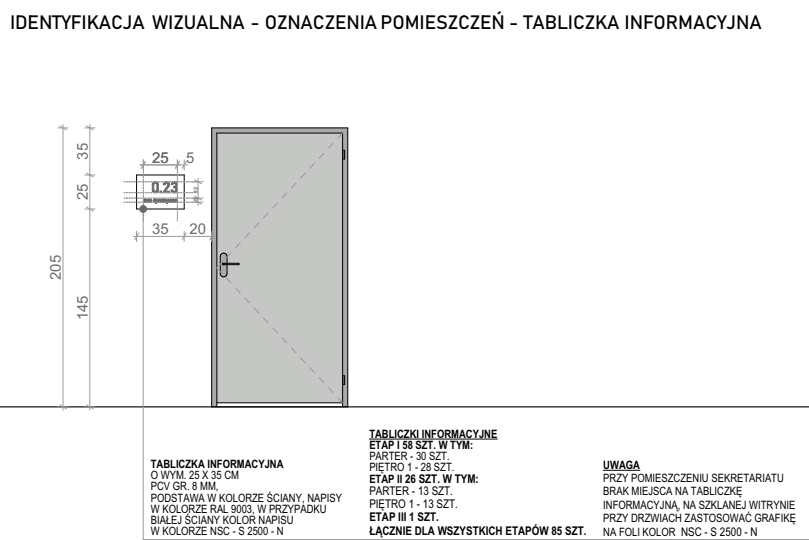 IDENTYFIKACJA WIZUALNA - OZNACZENIA POMIESZCZEŃ - TABLICZKA INFORMACYJNA
35
25
5
25
0.23
12
35
20
205
145
TABLICZKA INFORMACYJNA
O WYM. 25 X 35 CM
PCV GR. 8 MM,
PODSTAWA W KOLORZE ŚCIANY, NAPISY
W KOLORZE RAL 9003, W PRZYPADKU
BIAŁEJ ŚCIANY KOLOR NAPISU
W KOLORZE NSC - S 2500 - N
TABLICZKI INFORMACYJNE
ETAP I 58 SZT. W TYM:
PARTER - 30 SZT.
PIĘTRO 1 - 28 SZT.
ETAP II 26 SZT. W TYM:
PARTER - 13 SZT.
PIĘTRO 1 - 13 SZT.
ETAP III 1 SZT.
ŁĄCZNIE DLA WSZYSTKICH ETAPÓW 85 SZT.
UWAGA
PRZY POMIESZCZENIU SEKRETARIATU
BRAK MIEJSCA NA TABLICZKĘ
INFORMACYJNĄ, NA SZKLANEJ WITRYNIE
PRZY DRZWIACH ZASTOSOWAĆ GRAFIKĘ
NA FOLI KOLOR NSC - S 2500 - N